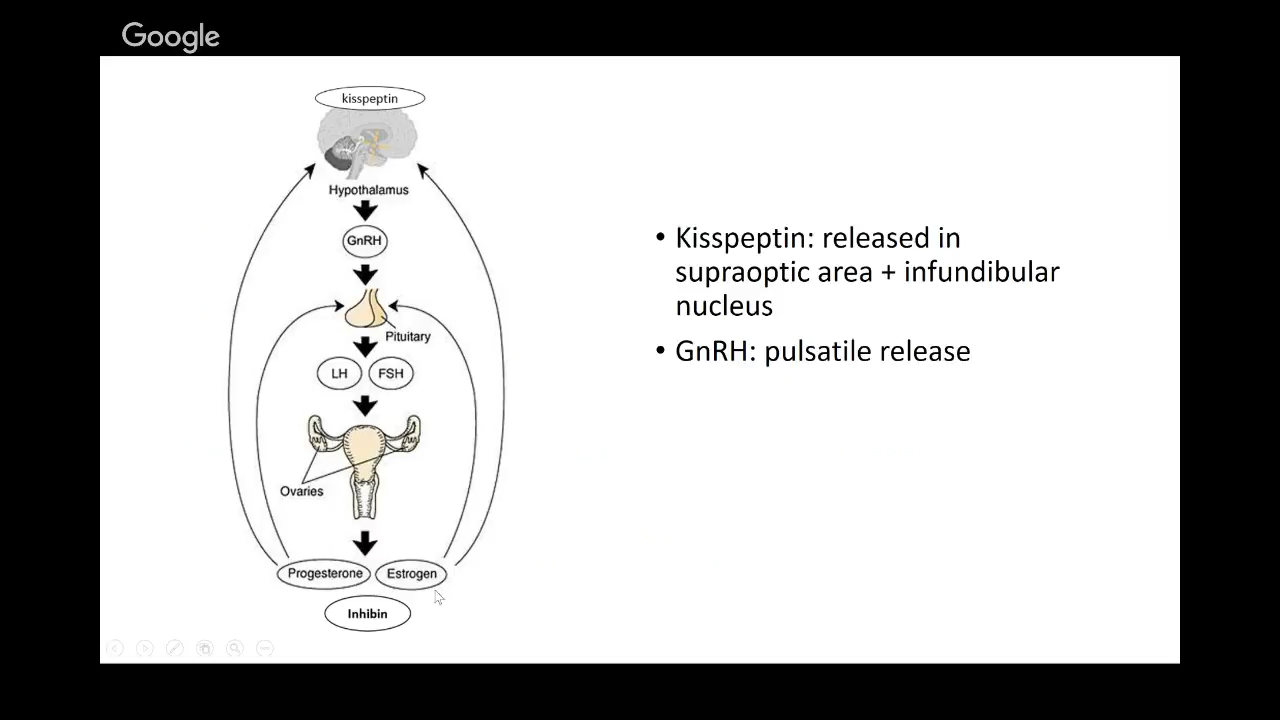 Google
kisspeptin
Hypothalamus
GnRH
Pituitary
LH FSH
Ovaries
Progesterone Estrogen
Inhibin
• Kisspeptin: released in
supraoptic area + infundibular
nucleus
• GnRH: pulsatile release